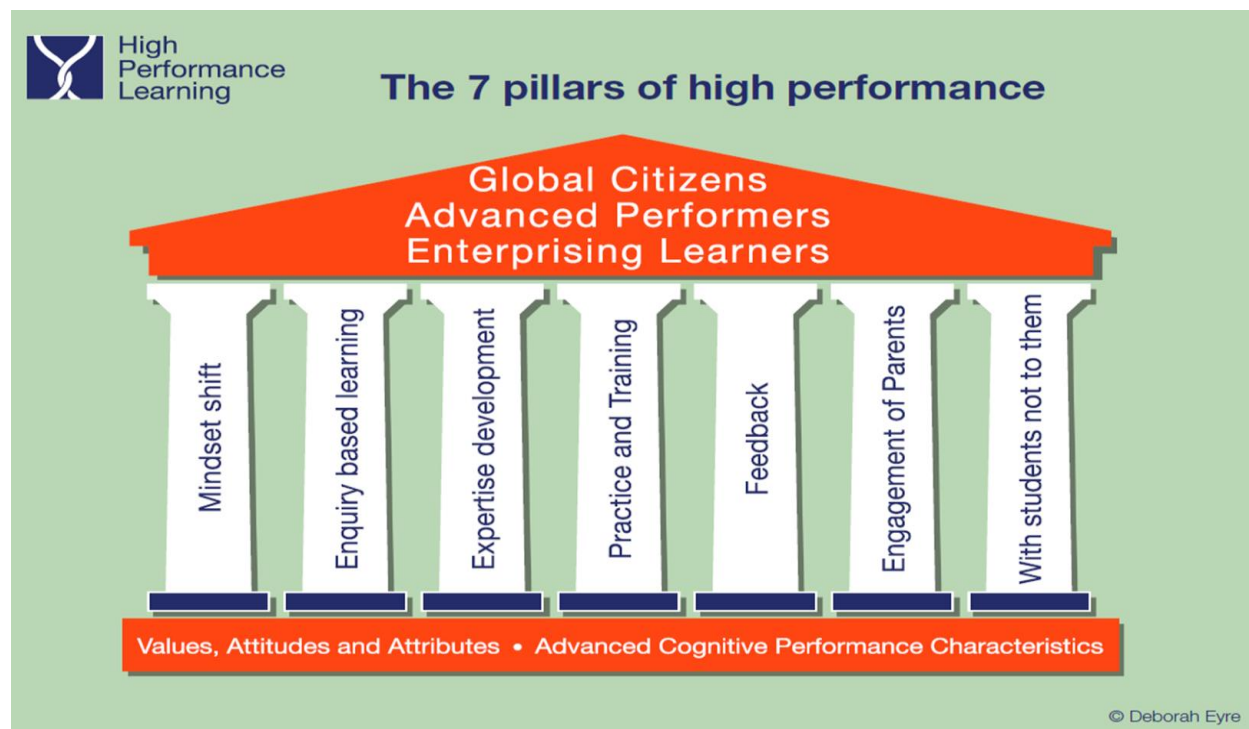 High
Performance
Learning
The 7 pillars of high performance
Global Citizens
Advanced Performers
Enterprising Learners
Mindset shift
Enquiry based learning
Expertise development
Practice and Training
Feedback
Engagement of Parents
With students not to them
Values, Attitudes and Attributes • Advanced Cognitive Performance Characteristics
© Deborah Eyre